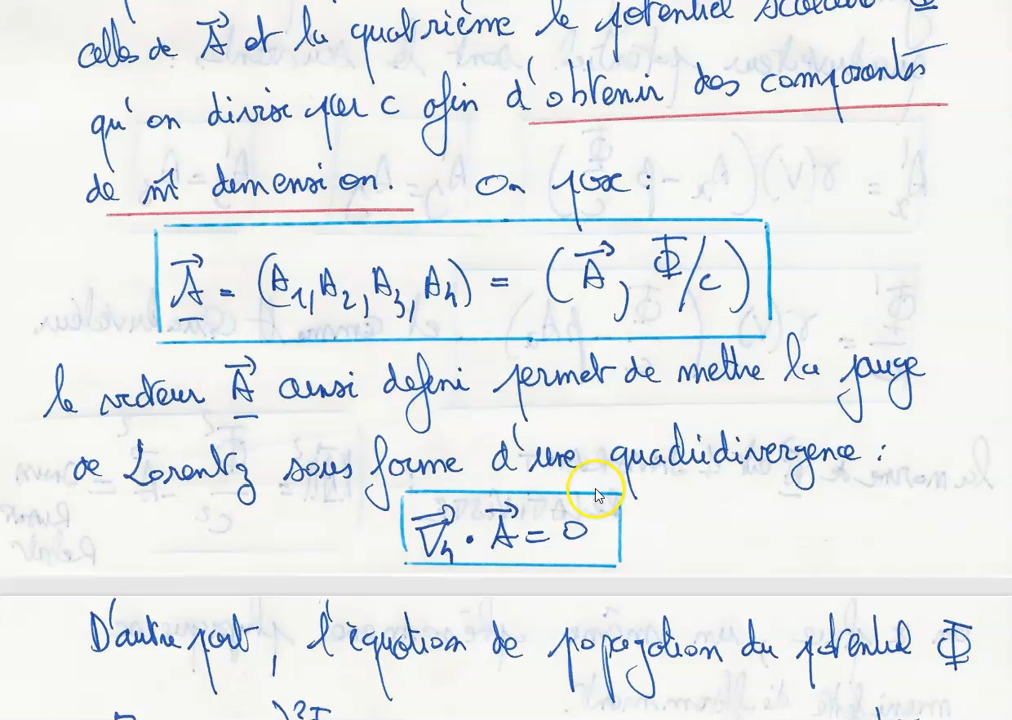 celles de A⃗ et la quatrième le potentiel scalaire Φ
qu'on divise par c afin d'obtenir des composantes
de m̂ dimension. On pose :
A⃗ = (A₁, A₂, A₃, A₄) = (A⃗, Φ/c)
le vecteur A⃗ ainsi defini permet de mettre la jauge
de Lorentz sous forme d'une quadridivergence :
∇⃗₄ · A⃗ = 0
D'autre part, l'équation de propagation du potentiel Φ